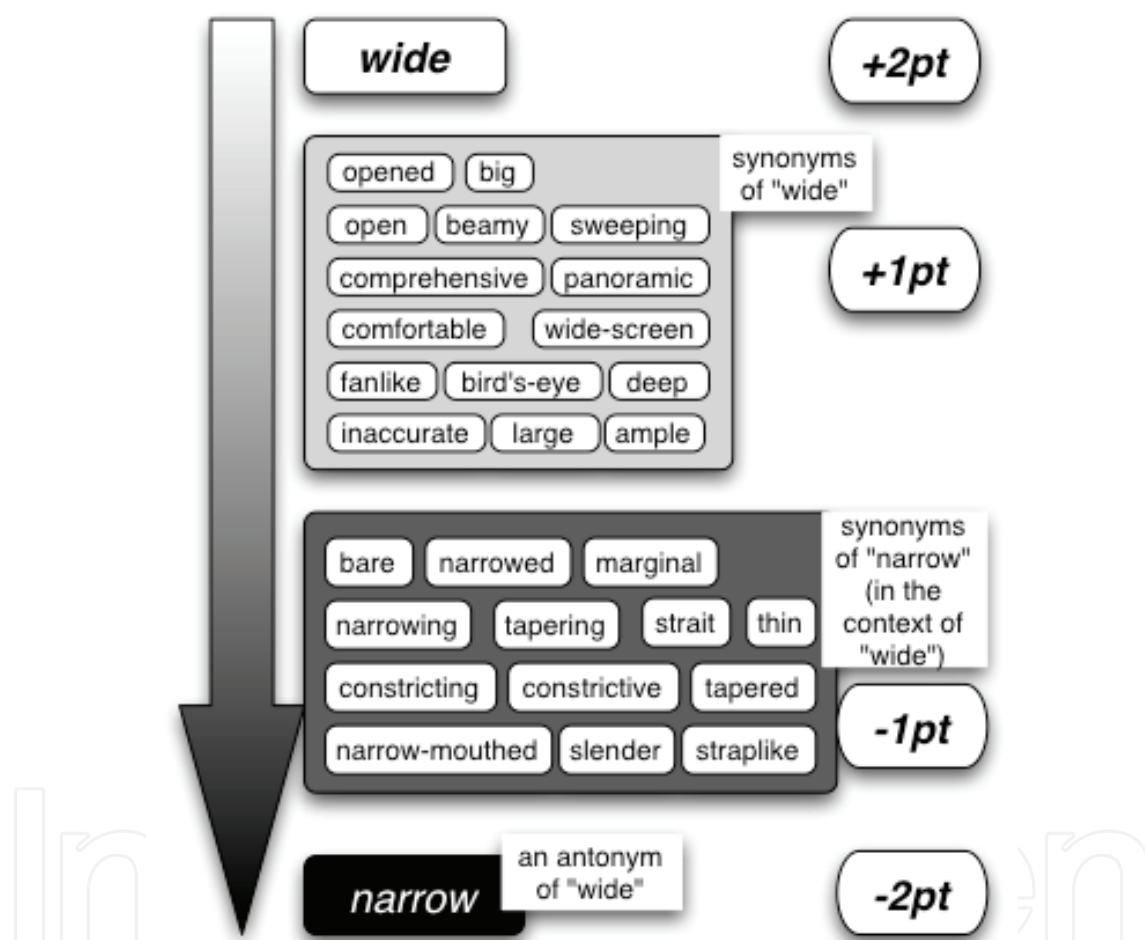 wide
+2pt
synonyms
of "wide"
opened big
open beamy sweeping
comprehensive panoramic
comfortable wide-screen
fanlike bird's-eye deep
inaccurate large ample
+1pt
synonyms
of "narrow"
(in the
context of
"wide")
bare narrowed marginal
narrowing tapering strait thin
constricting constrictive tapered
narrow-mouthed slender straplike
-1pt
narrow
an antonym
of "wide"
-2pt